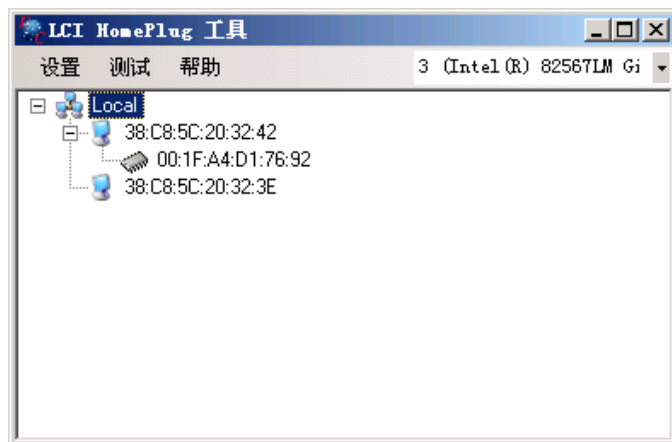 LCI HomePlug 工具
设置 测试 帮助 3 (Intel(R) 82567LM Gi
Local
38:C8:5C:20:32:42
00:1F:A4:D1:76:92
38:C8:5C:20:32:3E